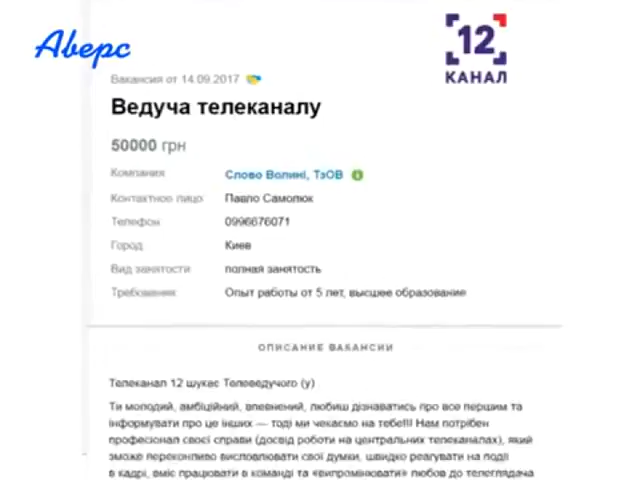 Аверс
12
КАНАЛ
Вакансия от 14.09.2017
Ведуча телеканалу
50000 грн
Компания Слово Волині, ТзОВ
Контактное лицо Павло Самолюк
Телефон 0996676071
Город Киев
Вид занятости полная занятость
Требования Опыт работы от 5 лет, высшее образование
ОПИСАНИЕ ВАКАНСИИ
Телеканал 12 шукає Телеведучого (у)
Ти молодий, амбіційний, впевнений, любиш дізнаватись про все першим та
інформувати про це інших — тоді ми чекаємо на тебе!!! Нам потрібен
професіонал своєї справи (досвід роботи на центральних телеканалах), який
зможе переконливо висловлювати свої думки, швидко реагувати на події
в кадрі, вміє працювати в команді та «випромінювати» любов до телеглядача